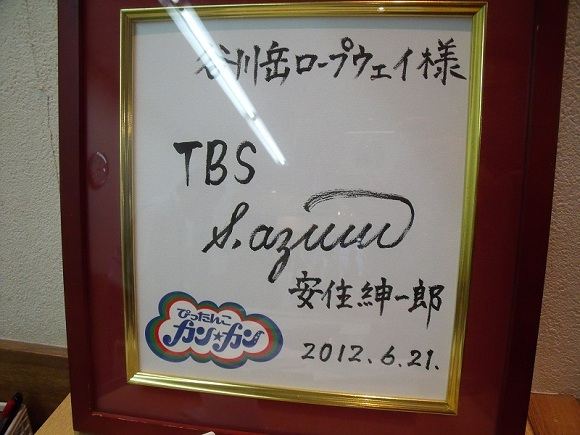 谷川岳ロープウェイ様
TBS
S.azumi
安住紳一郎
ぴったんこ
カン★カン
2012.6.21.